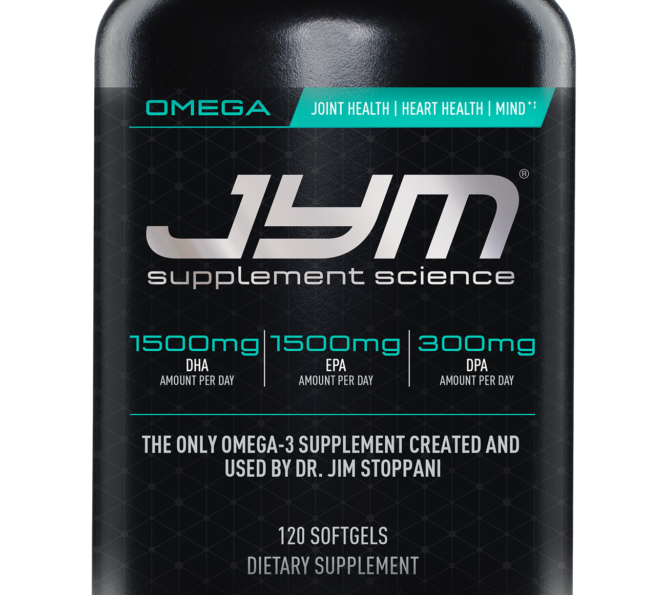 OMEGA
JOINT HEALTH | HEART HEALTH | MIND*‡
JYM®
supplement science
1500mg
DHA
AMOUNT PER DAY
1500mg
EPA
AMOUNT PER DAY
300mg
DPA
AMOUNT PER DAY
THE ONLY OMEGA-3 SUPPLEMENT CREATED AND
USED BY DR. JIM STOPPANI
120 SOFTGELS
DIETARY SUPPLEMENT